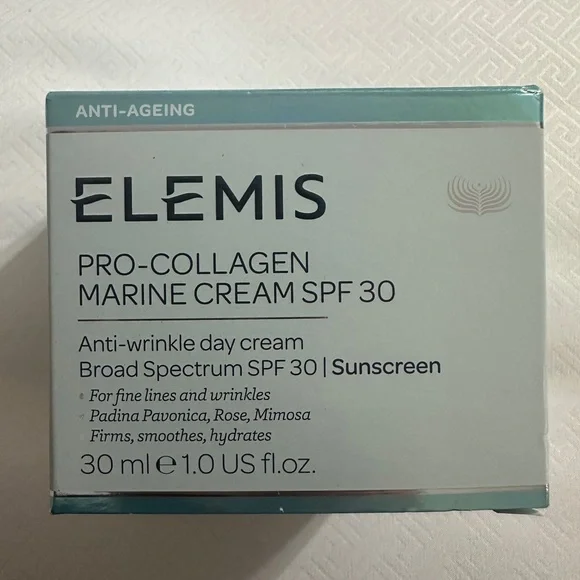 ANTI-AGEING
ELEMIS
PRO-COLLAGEN
MARINE CREAM SPF 30
Anti-wrinkle day cream
Broad Spectrum SPF 30 | Sunscreen
• For fine lines and wrinkles
• Padina Pavonica, Rose, Mimosa
• Firms, smoothes, hydrates
30 ml ℮ 1.0 US fl.oz.